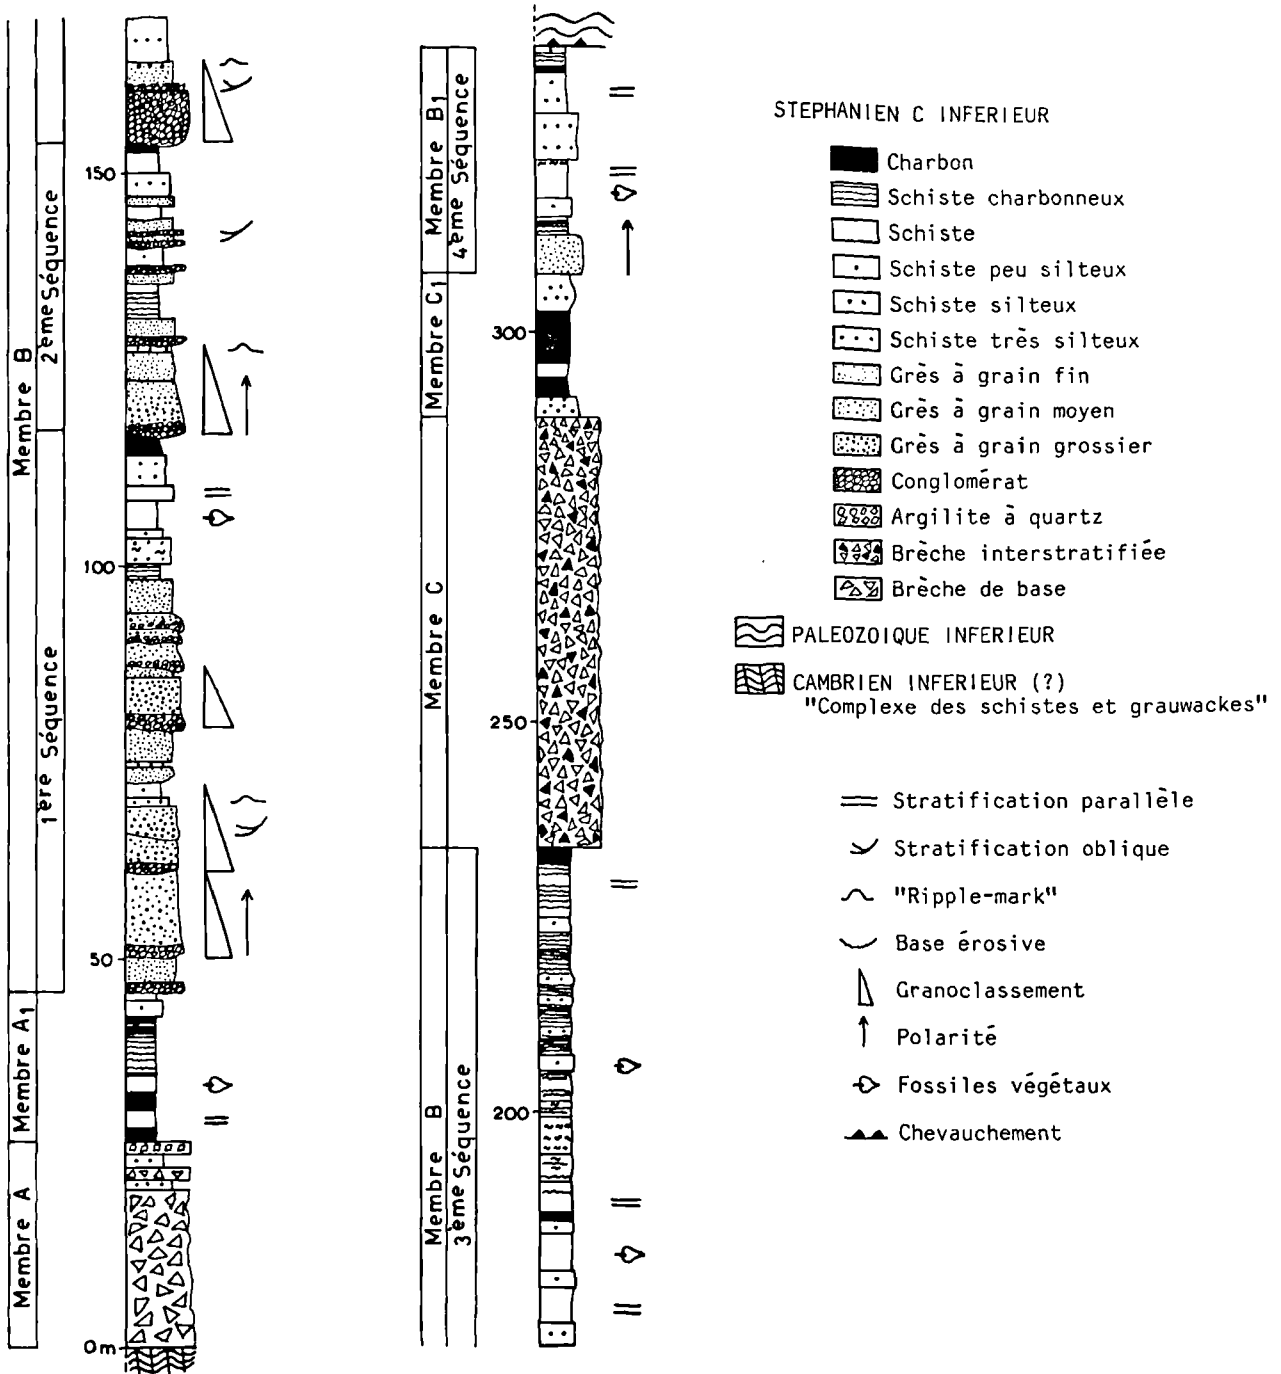 Membre B
2ème Séquence
1ère Séquence
Membre A1
Membre A
150
100
50
0 m
Membre B1
4ème Séquence
Membre C1
Membre C
Membre B
3ème Séquence
300
250
200
STEPHANIEN C INFERIEUR
Charbon
Schiste charbonneux
Schiste
Schiste peu silteux
Schiste silteux
Schiste très silteux
Grès à grain fin
Grès à grain moyen
Grès à grain grossier
Conglomérat
Argilite à quartz
Brèche interstratifiée
Brèche de base
PALEOZOIQUE INFERIEUR
CAMBRIEN INFERIEUR (?)
"Complexe des schistes et grauwackes"
Stratification parallèle
Stratification oblique
"Ripple-mark"
Base érosive
Granoclassement
Polarité
Fossiles végétaux
Chevauchement